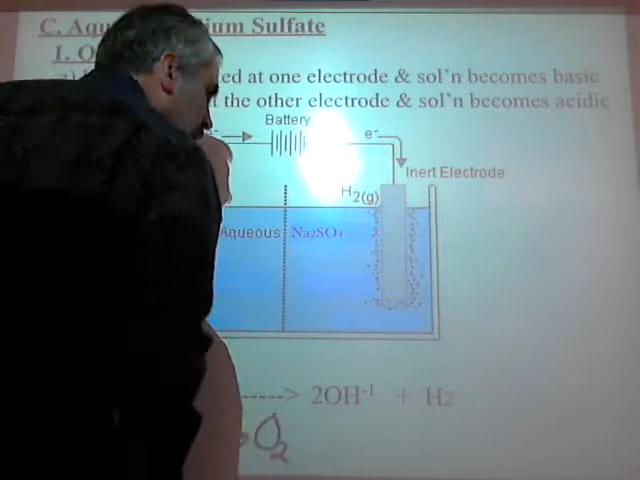 C. Aqu ium Sulfate
I. O
a) ed at one electrode & sol'n becomes basic
t the other electrode & sol'n becomes acidic
Battery
e-
e-
Inert Electrode
H2(g)
Aqueous Na2SO4
----> 2OH-1 + H2
O2